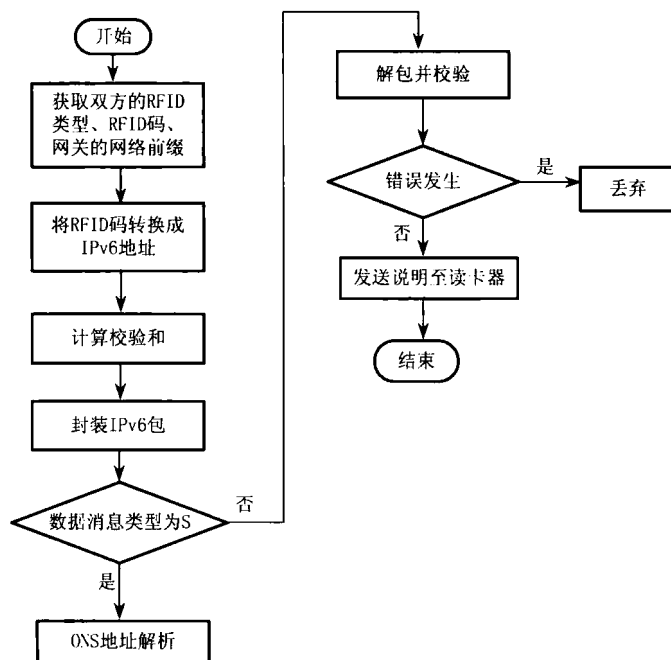 开始
获取双方的RFID
类型、RFID码、
网关的网络前缀
将RFID码转换成
IPv6地址
计算校验和
封装IPv6包
数据消息类型为S
否
是
ONS地址解析
解包并校验
错误发生
是
丢弃
否
发送说明至读卡器
结束